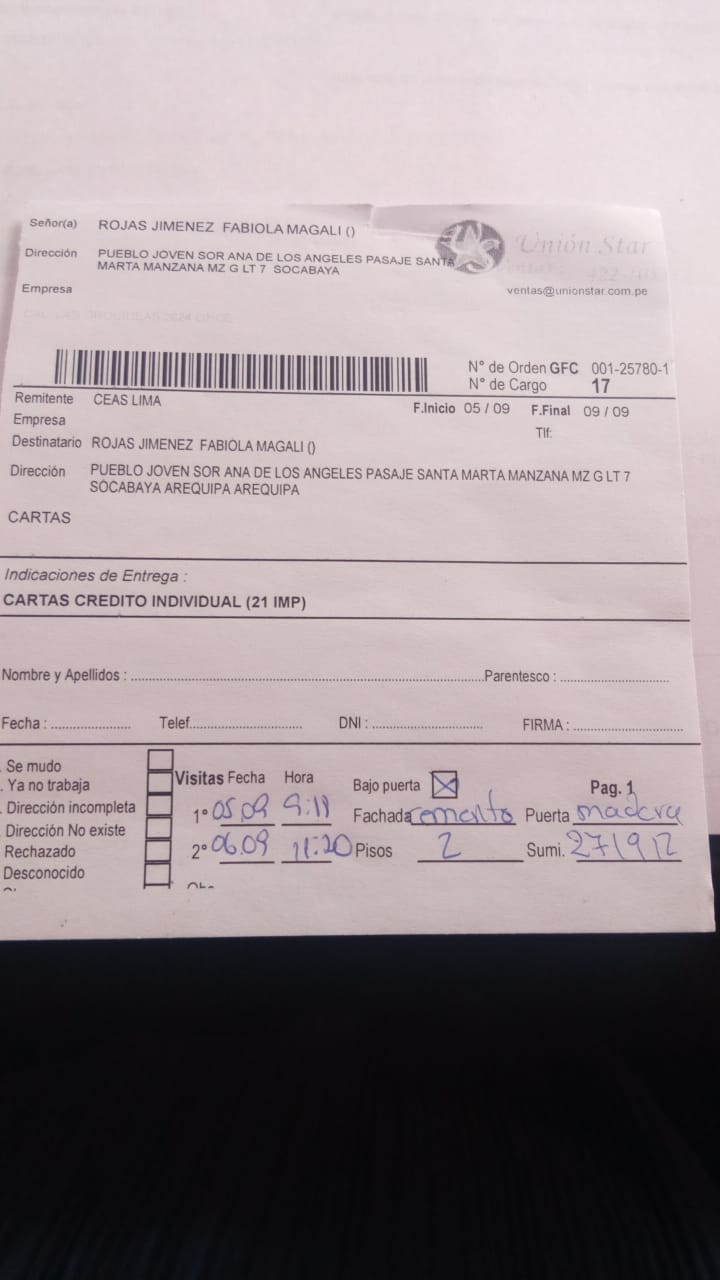 Señor(a) ROJAS JIMENEZ FABIOLA MAGALI ()
Unión Star
Dirección PUEBLO JOVEN SOR ANA DE LOS ANGELES PASAJE SANTA
MARTA MANZANA MZ G LT 7 SOCABAYA
Empresa
ventas@unionstar.com.pe
N° de Orden GFC 001-25780-1
N° de Cargo 17
Remitente CEAS LIMA
F.Inicio 05 / 09 F.Final 09 / 09
Empresa
Tlf:
Destinatario ROJAS JIMENEZ FABIOLA MAGALI ()
Dirección PUEBLO JOVEN SOR ANA DE LOS ANGELES PASAJE SANTA MARTA MANZANA MZ G LT 7
SOCABAYA AREQUIPA AREQUIPA
CARTAS
Indicaciones de Entrega :
CARTAS CREDITO INDIVIDUAL (21 IMP)
Nombre y Apellidos : Parentesco :
Fecha : Telef. DNI : FIRMA :
. Se mudo
. Ya no trabaja
. Dirección incompleta
. Dirección No existe
Rechazado
Desconocido
Visitas Fecha Hora
1° 05.09 9:11
2° 06.09 11:20
Bajo puerta Pag. 1
Fachada cemento Puerta madera
Pisos 2 Sumi. 271912